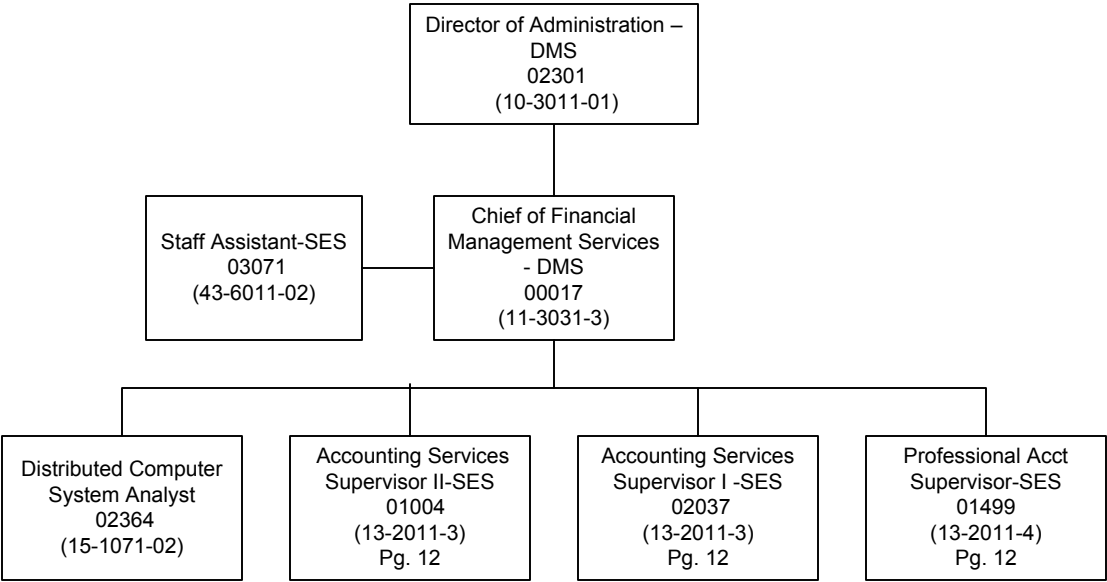 Director of Administration –
DMS
02301
(10-3011-01)
Staff Assistant-SES
03071
(43-6011-02)
Chief of Financial
Management Services
- DMS
00017
(11-3031-3)
Distributed Computer
System Analyst
02364
(15-1071-02)
Accounting Services
Supervisor II-SES
01004
(13-2011-3)
Pg. 12
Accounting Services
Supervisor I -SES
02037
(13-2011-3)
Pg. 12
Professional Acct
Supervisor-SES
01499
(13-2011-4)
Pg. 12